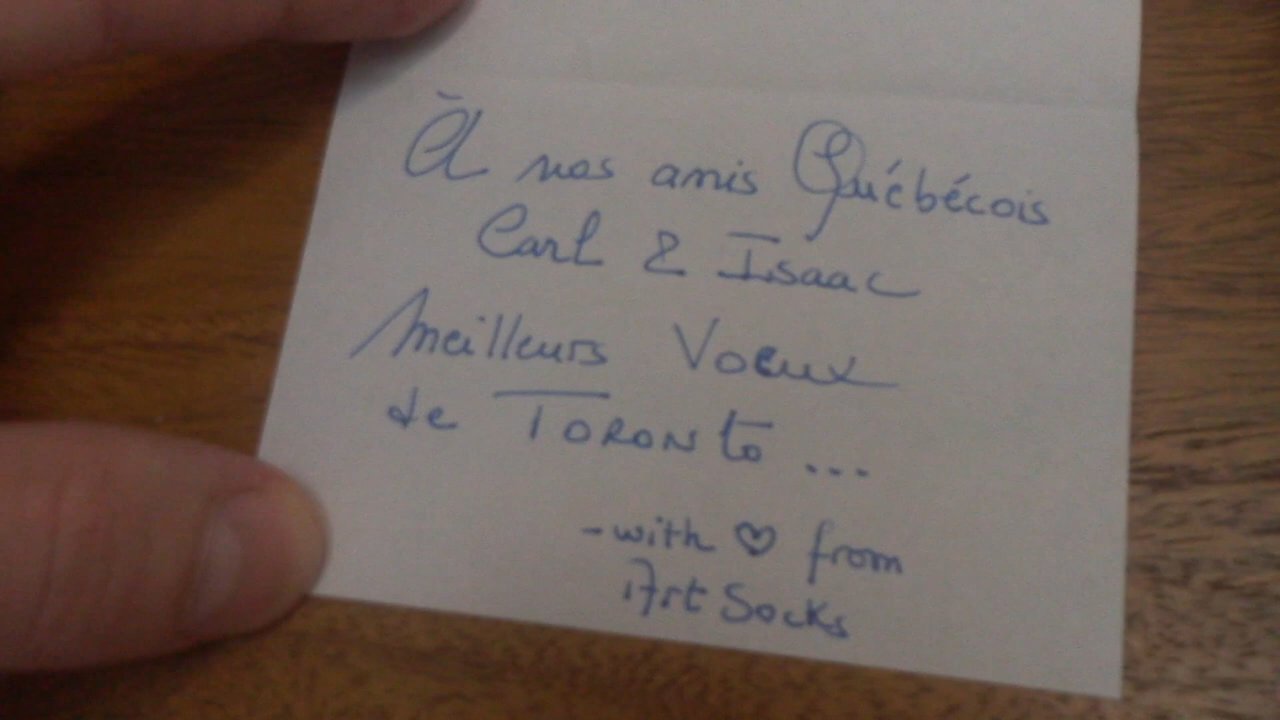 À nos amis Québécois
Carl & Isaac
Meilleurs Voeux
de TORONto ...
- with ♡ from
Art Socks